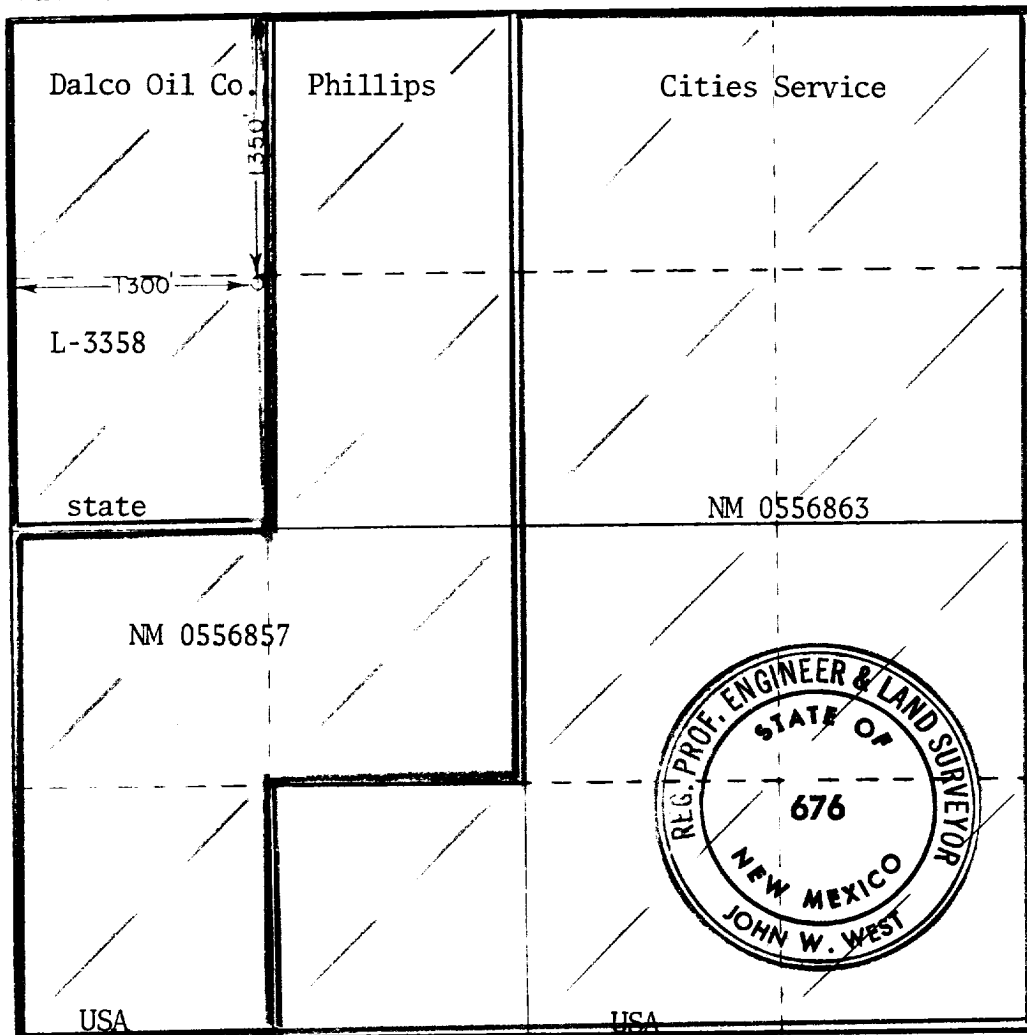 Dalco Oil Co. Phillips Cities Service
1350'
1300'
L-3358
state
NM 0556863
NM 0556857
REG. PROF. ENGINEER & LAND SURVEYOR
STATE OF
676
NEW MEXICO
JOHN W. WEST
USA USA